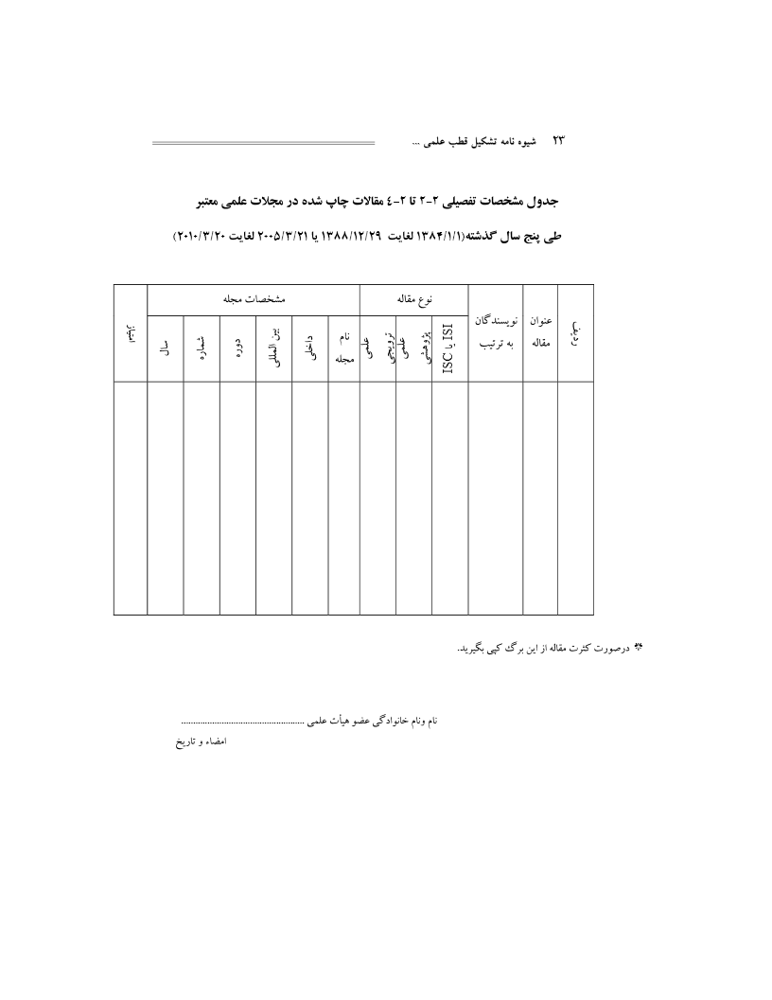 ۲۳ شیوه نامه تشکیل قطب علمی ...
جدول مشخصات تفصیلی ۲-۲ تا ۲-٤ مقالات چاپ شده در مجلات علمی معتبر
طی پنج سال گذشته(۱۳۸۴/۱/۱ لغایت ۱۳۸۸/۱۲/۲۹ یا ۲۰۰۵/۳/۲۱ لغایت ۲۰۱۰/۳/۲۰)
ردیف
عنوان
مقاله
نویسندگان
به ترتیب
نوع مقاله
ISI یا ISC
علمی
پژوهشی
علمی
ترویجی
مشخصات مجله
نام
مجله
داخلی
بین المللی
دوره
شماره
سال
امتیاز
* درصورت کثرت مقاله از این برگ کپی بگیرید.
نام ونام خانوادگی عضو هیأت علمی ....................................................
امضاء و تاریخ